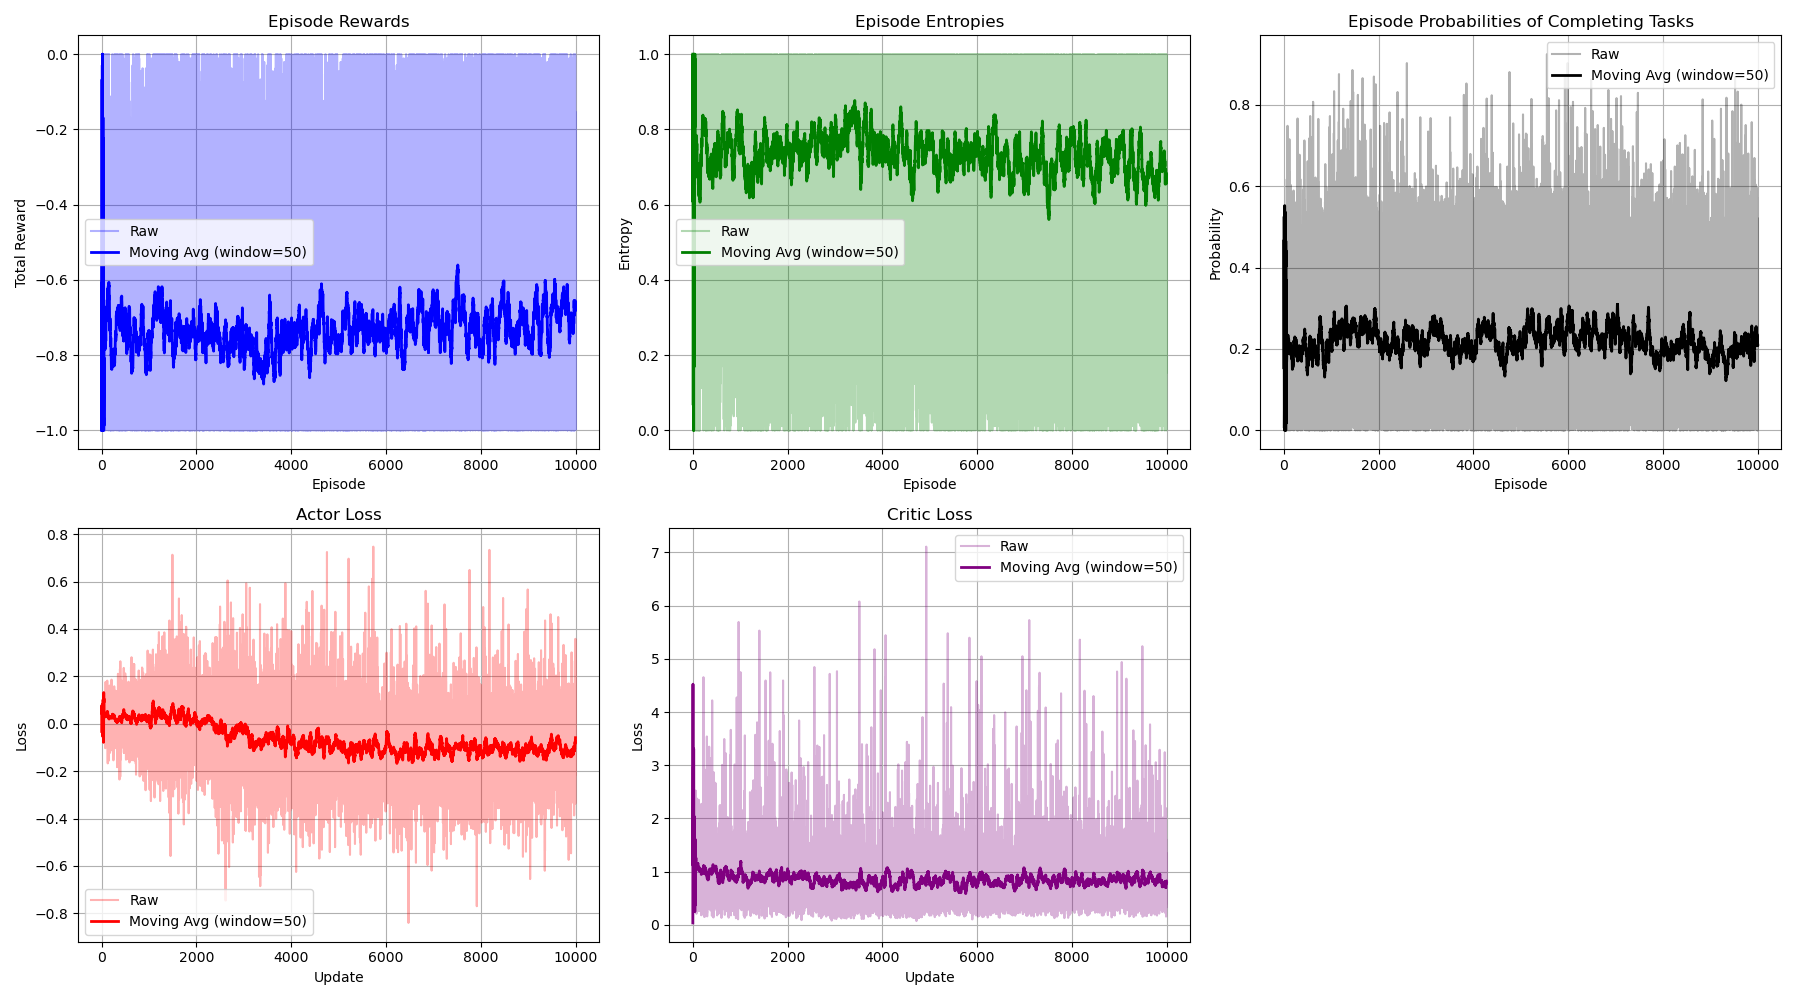 Episode Rewards
Total Reward
0.0
−0.2
−0.4
−0.6
−0.8
−1.0
Raw
Moving Avg (window=50)
0 2000 4000 6000 8000 10000
Episode
Episode Entropies
Entropy
1.0
0.8
0.6
0.4
0.2
0.0
Raw
Moving Avg (window=50)
0 2000 4000 6000 8000 10000
Episode
Episode Probabilities of Completing Tasks
Probability
0.8
0.6
0.4
0.2
0.0
Raw
Moving Avg (window=50)
0 2000 4000 6000 8000 10000
Episode
Actor Loss
Loss
0.8
0.6
0.4
0.2
0.0
−0.2
−0.4
−0.6
−0.8
Raw
Moving Avg (window=50)
0 2000 4000 6000 8000 10000
Update
Critic Loss
Loss
7
6
5
4
3
2
1
0
Raw
Moving Avg (window=50)
0 2000 4000 6000 8000 10000
Update